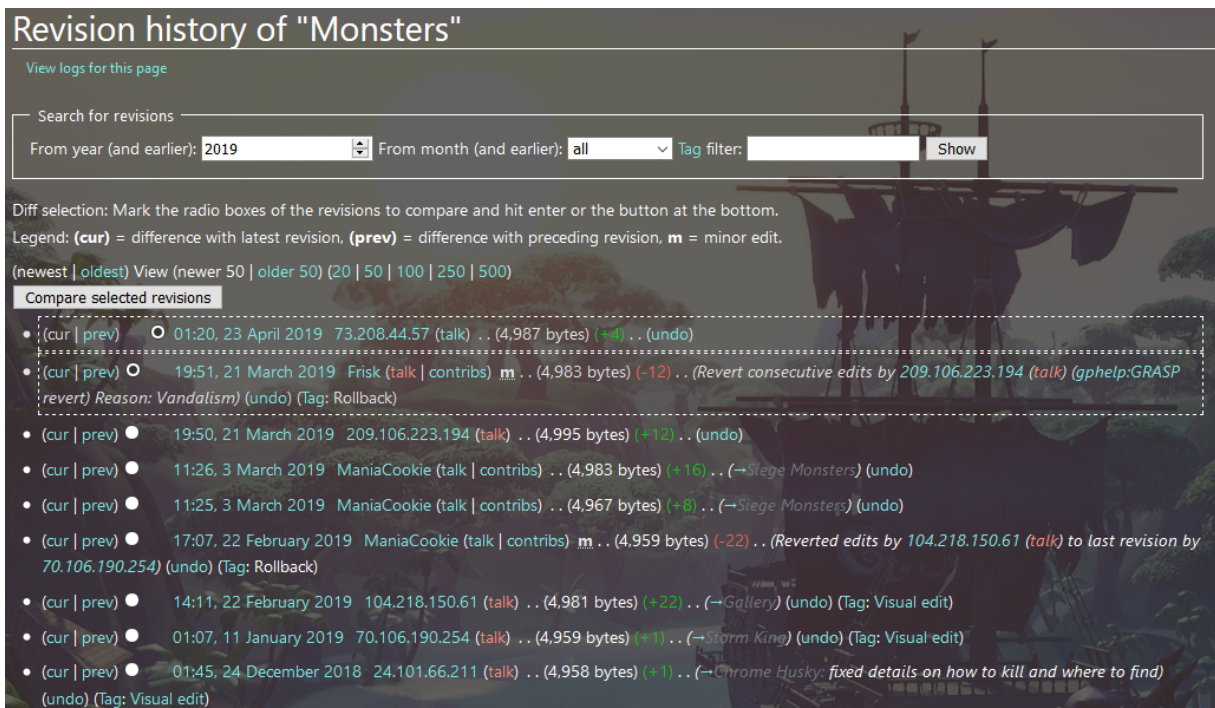 Revision history of "Monsters"
View logs for this page
Search for revisions
From year (and earlier): 2019 From month (and earlier): all Tag filter: Show
Diff selection: Mark the radio boxes of the revisions to compare and hit enter or the button at the bottom.
Legend: (cur) = difference with latest revision, (prev) = difference with preceding revision, m = minor edit.
(newest | oldest) View (newer 50 | older 50) (20 | 50 | 100 | 250 | 500)
Compare selected revisions
(cur | prev) 01:20, 23 April 2019 73.208.44.57 (talk) . . (4,987 bytes) (+4) . . (undo)
(cur | prev) 19:51, 21 March 2019 Frisk (talk | contribs) m . . (4,983 bytes) (-12) . . (Revert consecutive edits by 209.106.223.194 (talk) (gphelp:GRASP
revert) Reason: Vandalism) (undo) (Tag: Rollback)
(cur | prev) 19:50, 21 March 2019 209.106.223.194 (talk) . . (4,995 bytes) (+12) . . (undo)
(cur | prev) 11:26, 3 March 2019 ManiaCookie (talk | contribs) . . (4,983 bytes) (+16) . . (→Siege Monsters) (undo)
(cur | prev) 11:25, 3 March 2019 ManiaCookie (talk | contribs) . . (4,967 bytes) (+8) . . (→Siege Monsters) (undo)
(cur | prev) 17:07, 22 February 2019 ManiaCookie (talk | contribs) m . . (4,959 bytes) (-22) . . (Reverted edits by 104.218.150.61 (talk) to last revision by
70.106.190.254) (undo) (Tag: Rollback)
(cur | prev) 14:11, 22 February 2019 104.218.150.61 (talk) . . (4,981 bytes) (+22) . . (→Gallery) (undo) (Tag: Visual edit)
(cur | prev) 01:07, 11 January 2019 70.106.190.254 (talk) . . (4,959 bytes) (+1) . . (→Storm King) (undo) (Tag: Visual edit)
(cur | prev) 01:45, 24 December 2018 24.101.66.211 (talk) . . (4,958 bytes) (+1) . . (→Chrome Husky: fixed details on how to kill and where to find)
(undo) (Tag: Visual edit)